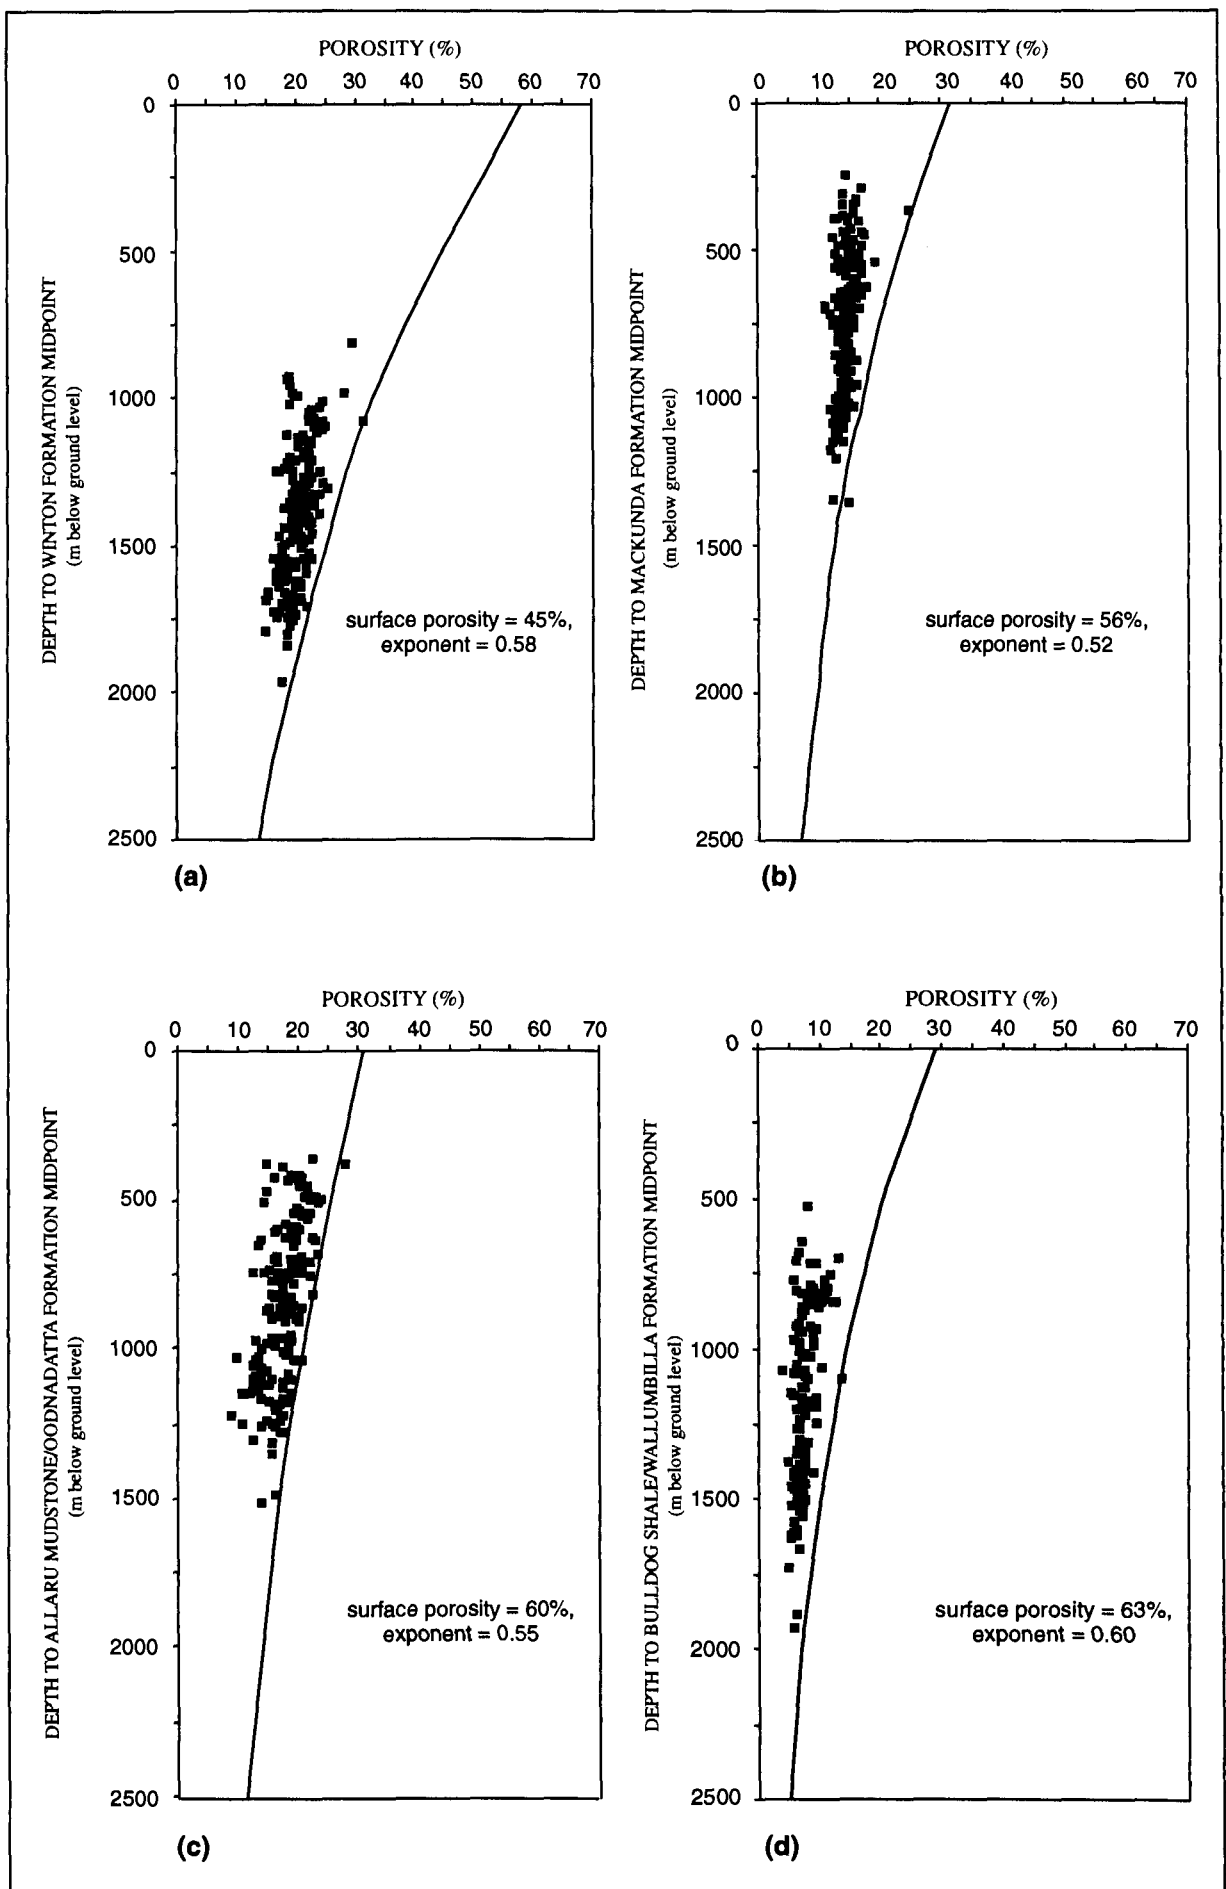 POROSITY (%)
0 10 20 30 40 50 60 70
0
500
1000
1500
2000
2500
DEPTH TO WINTON FORMATION MIDPOINT
(m below ground level)
surface porosity = 45%,
exponent = 0.58
(a)
POROSITY (%)
0 10 20 30 40 50 60 70
0
500
1000
1500
2000
2500
DEPTH TO MACKUNDA FORMATION MIDPOINT
(m below ground level)
surface porosity = 56%,
exponent = 0.52
(b)
POROSITY (%)
0 10 20 30 40 50 60 70
0
500
1000
1500
2000
2500
DEPTH TO ALLARU MUDSTONE/OODNADATTA FORMATION MIDPOINT
(m below ground level)
surface porosity = 60%,
exponent = 0.55
(c)
POROSITY (%)
0 10 20 30 40 50 60 70
0
500
1000
1500
2000
2500
DEPTH TO BULLDOG SHALE/WALLUMBILLA FORMATION MIDPOINT
(m below ground level)
surface porosity = 63%,
exponent = 0.60
(d)